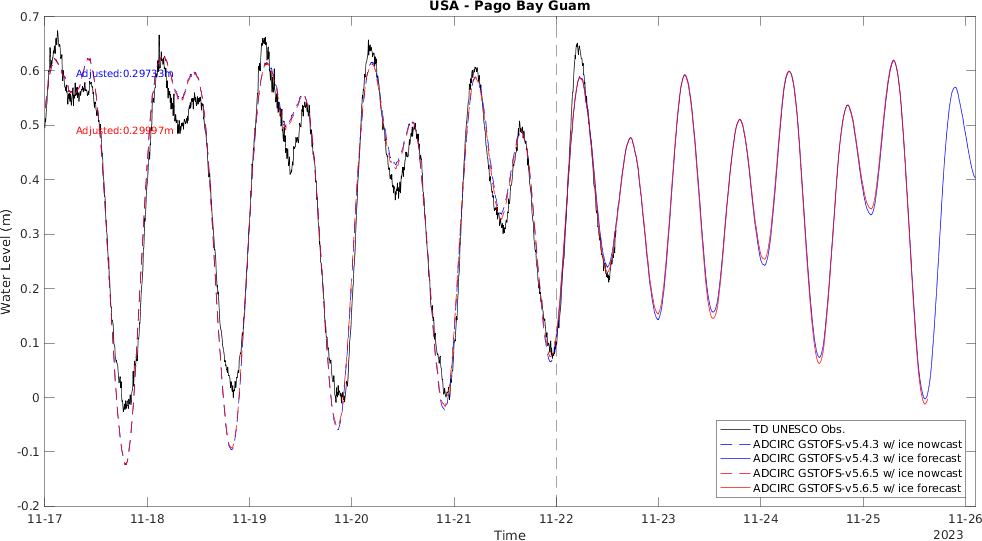 USA - Pago Bay Guam
0.7
0.6
0.5
0.4
0.3
0.2
0.1
0
-0.1
-0.2
Water Level (m)
Adjusted:0.29733m
Adjusted:0.29997m
TD UNESCO Obs.
ADCIRC GSTOFS-v5.4.3 w/ ice nowcast
ADCIRC GSTOFS-v5.4.3 w/ ice forecast
ADCIRC GSTOFS-v5.6.5 w/ ice nowcast
ADCIRC GSTOFS-v5.6.5 w/ ice forecast
11-17 11-18 11-19 11-20 11-21 11-22 11-23 11-24 11-25 11-26
Time
2023